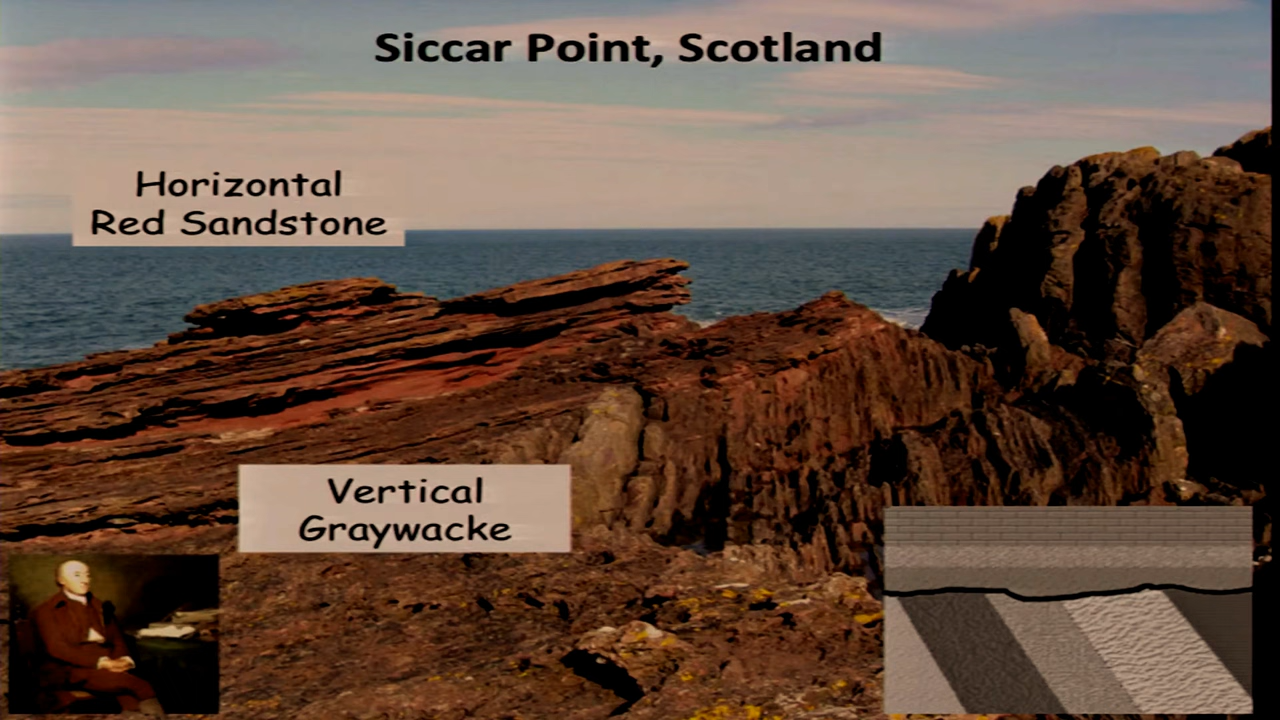 Siccar Point, Scotland
Horizontal
Red Sandstone
Vertical
Graywacke